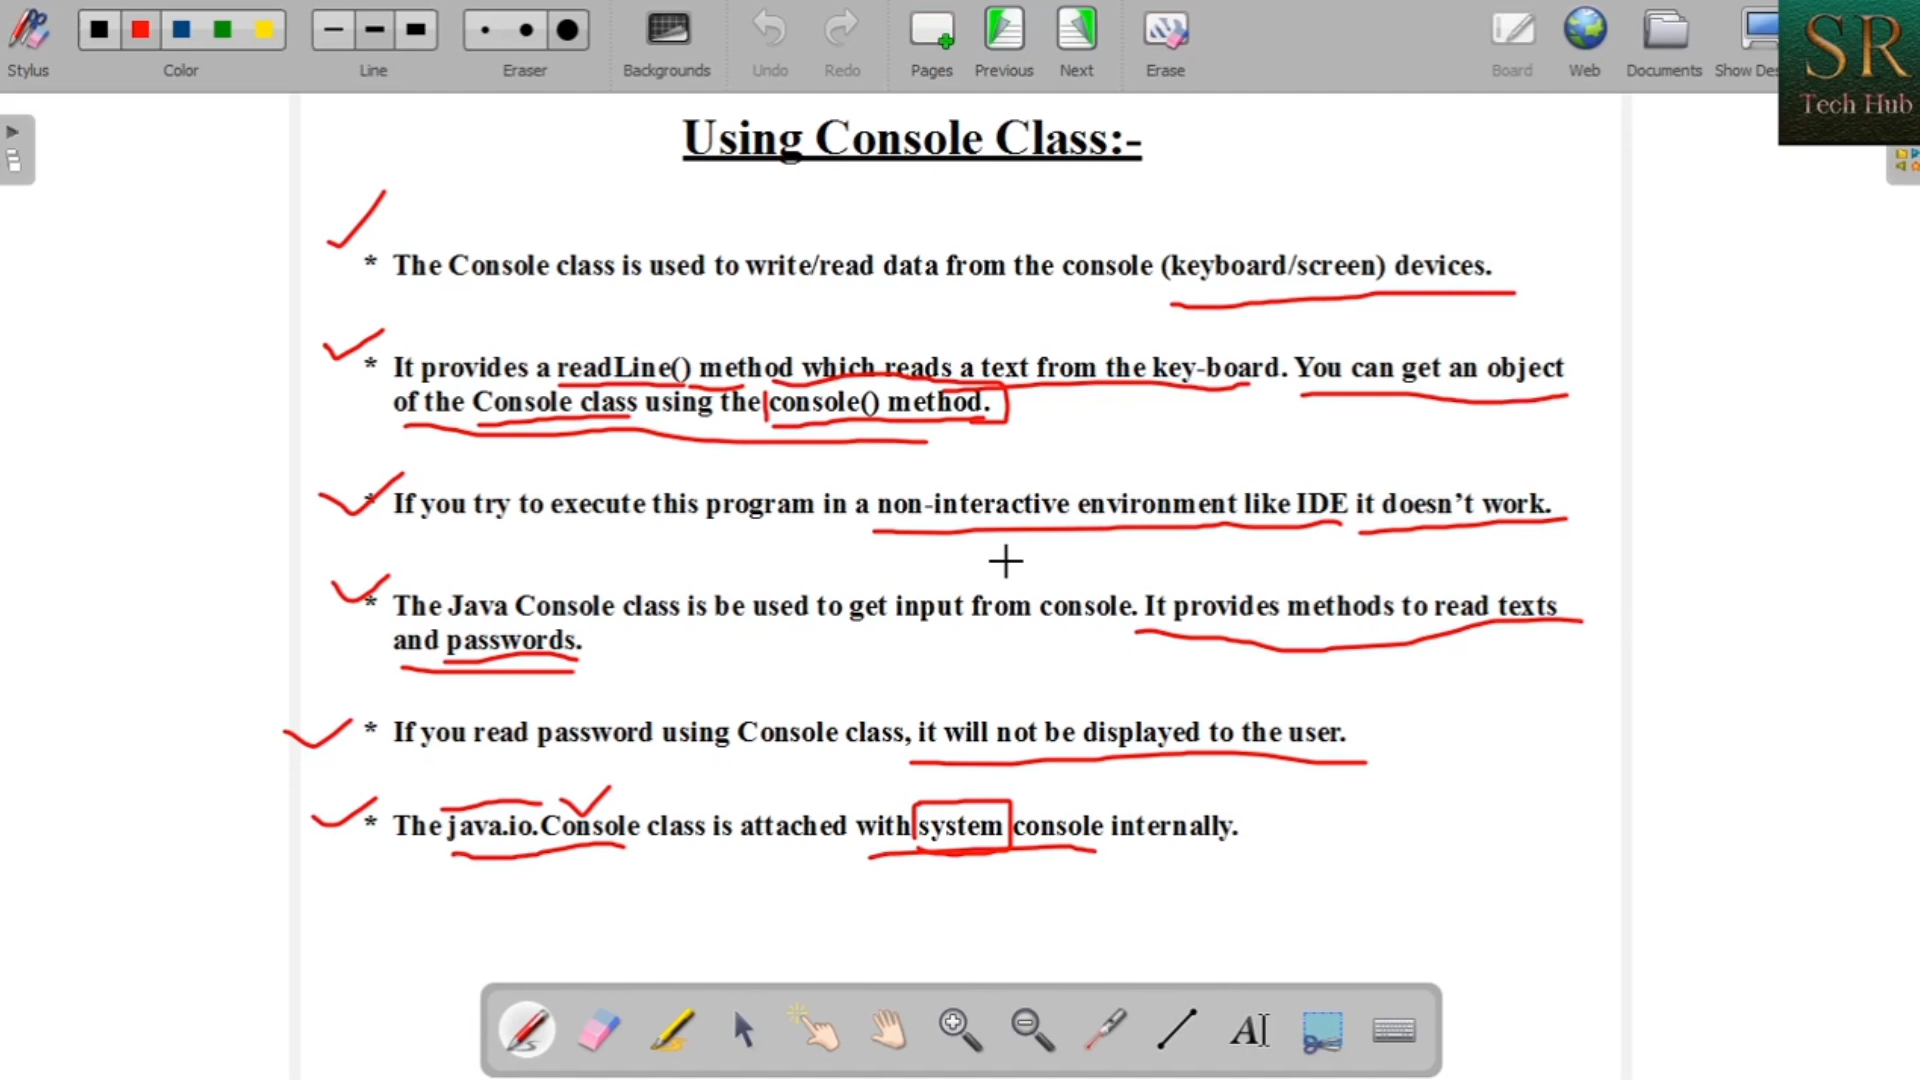 Stylus
Color
Line
Eraser
Backgrounds
Undo
Redo
Pages
Previous
Next
Erase
Board
Web
Documents
Show Des
SR
Tech Hub
Using Console Class:-
* The Console class is used to write/read data from the console (keyboard/screen) devices.
* It provides a readLine() method which reads a text from the key-board. You can get an object
of the Console class using the console() method.
* If you try to execute this program in a non-interactive environment like IDE it doesn’t work.
* The Java Console class is be used to get input from console. It provides methods to read texts
and passwords.
* If you read password using Console class, it will not be displayed to the user.
* The java.io.Console class is attached with system console internally.
AI